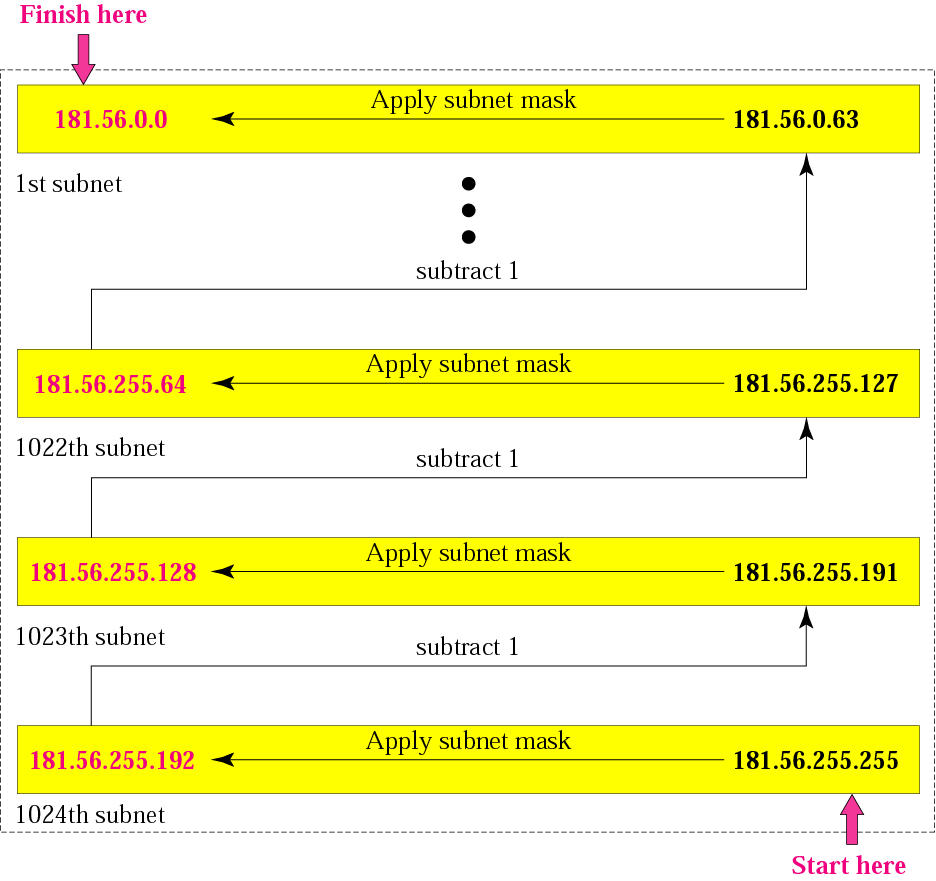 Finish here
Apply subnet mask
181.56.0.0 181.56.0.63
1st subnet
subtract 1
Apply subnet mask
181.56.255.64 181.56.255.127
1022th subnet
subtract 1
Apply subnet mask
181.56.255.128 181.56.255.191
1023th subnet
subtract 1
Apply subnet mask
181.56.255.192 181.56.255.255
1024th subnet
Start here